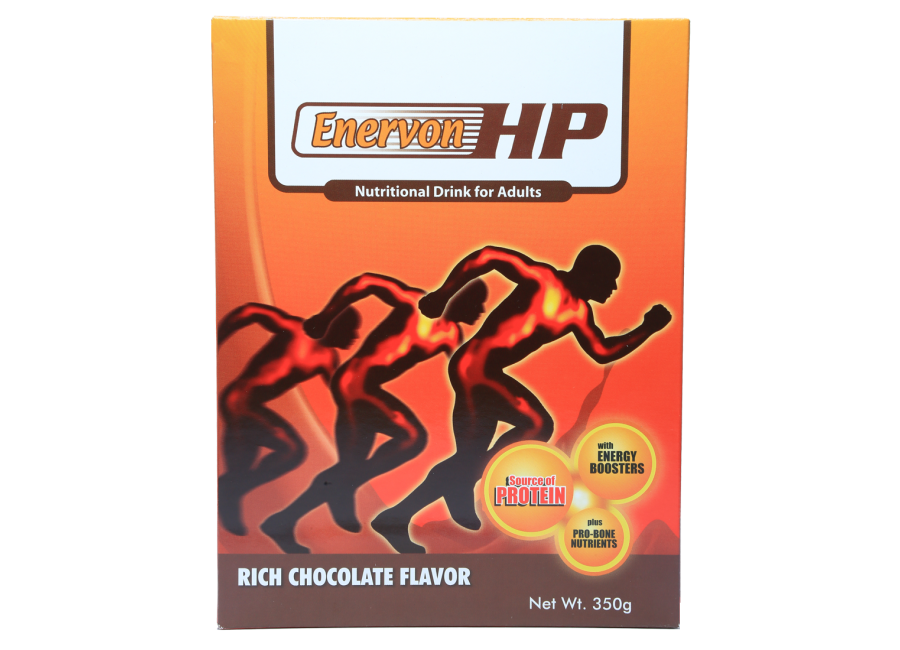 Enervon HP
Nutritional Drink for Adults
with
ENERGY
BOOSTERS
Source of
PROTEIN
plus
PRO-BONE
NUTRIENTS
RICH CHOCOLATE FLAVOR
Net Wt. 350g